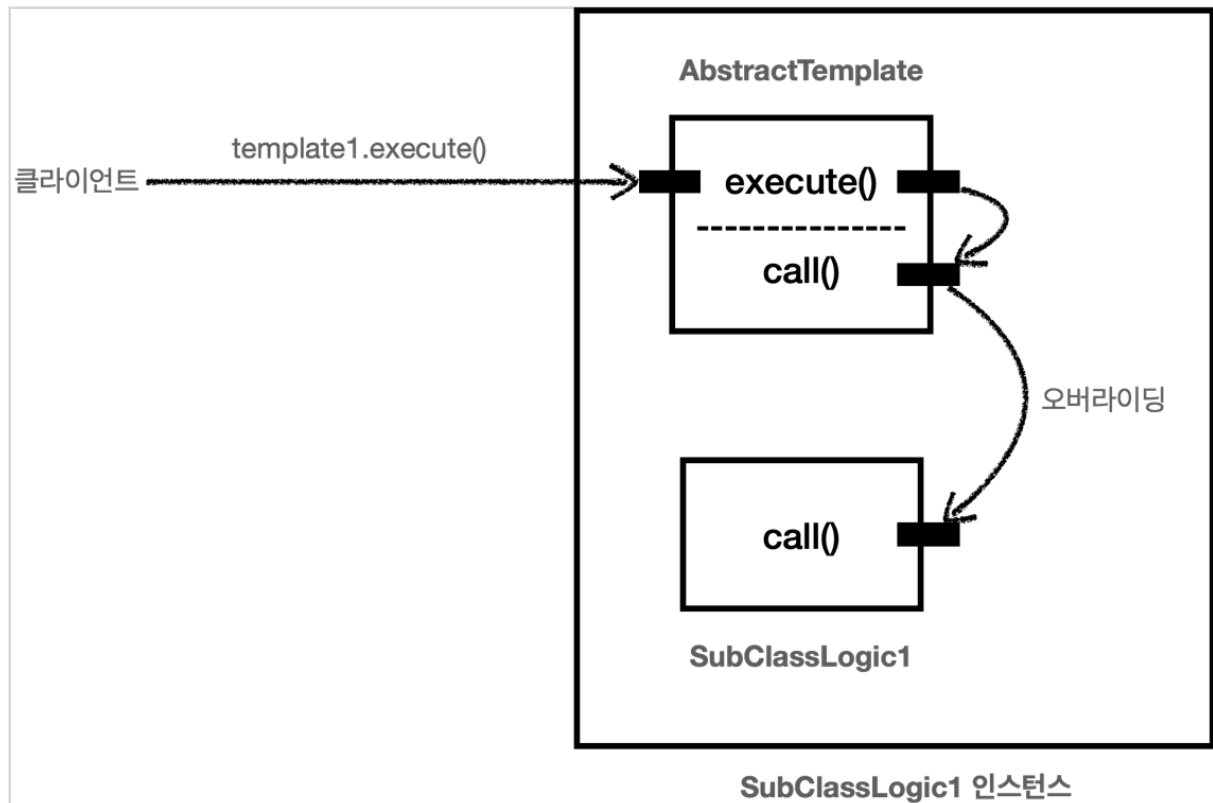 AbstractTemplate
template1.execute()
클라이언트
execute()
call()
오버라이딩
call()
SubClassLogic1
SubClassLogic1 인스턴스